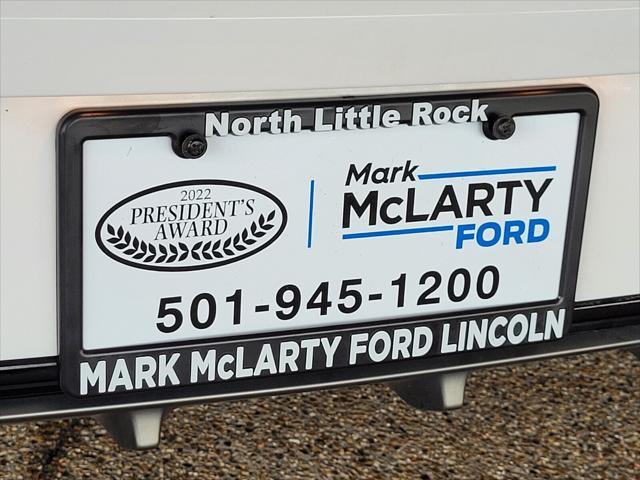 North Little Rock
2022
PRESIDENT'S
AWARD
Mark
McLARTY
FORD
501-945-1200
MARK McLARTY FORD LINCOLN